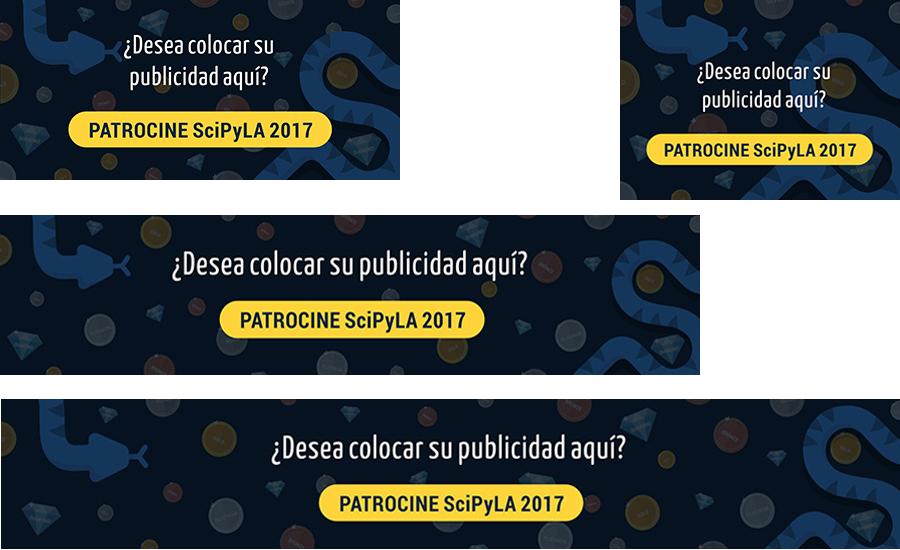 ¿Desea colocar su
publicidad aquí?
PATROCINE SciPyLA 2017
¿Desea colocar su
publicidad aquí?
PATROCINE SciPyLA 2017
¿Desea colocar su publicidad aquí?
PATROCINE SciPyLA 2017
¿Desea colocar su publicidad aquí?
PATROCINE SciPyLA 2017